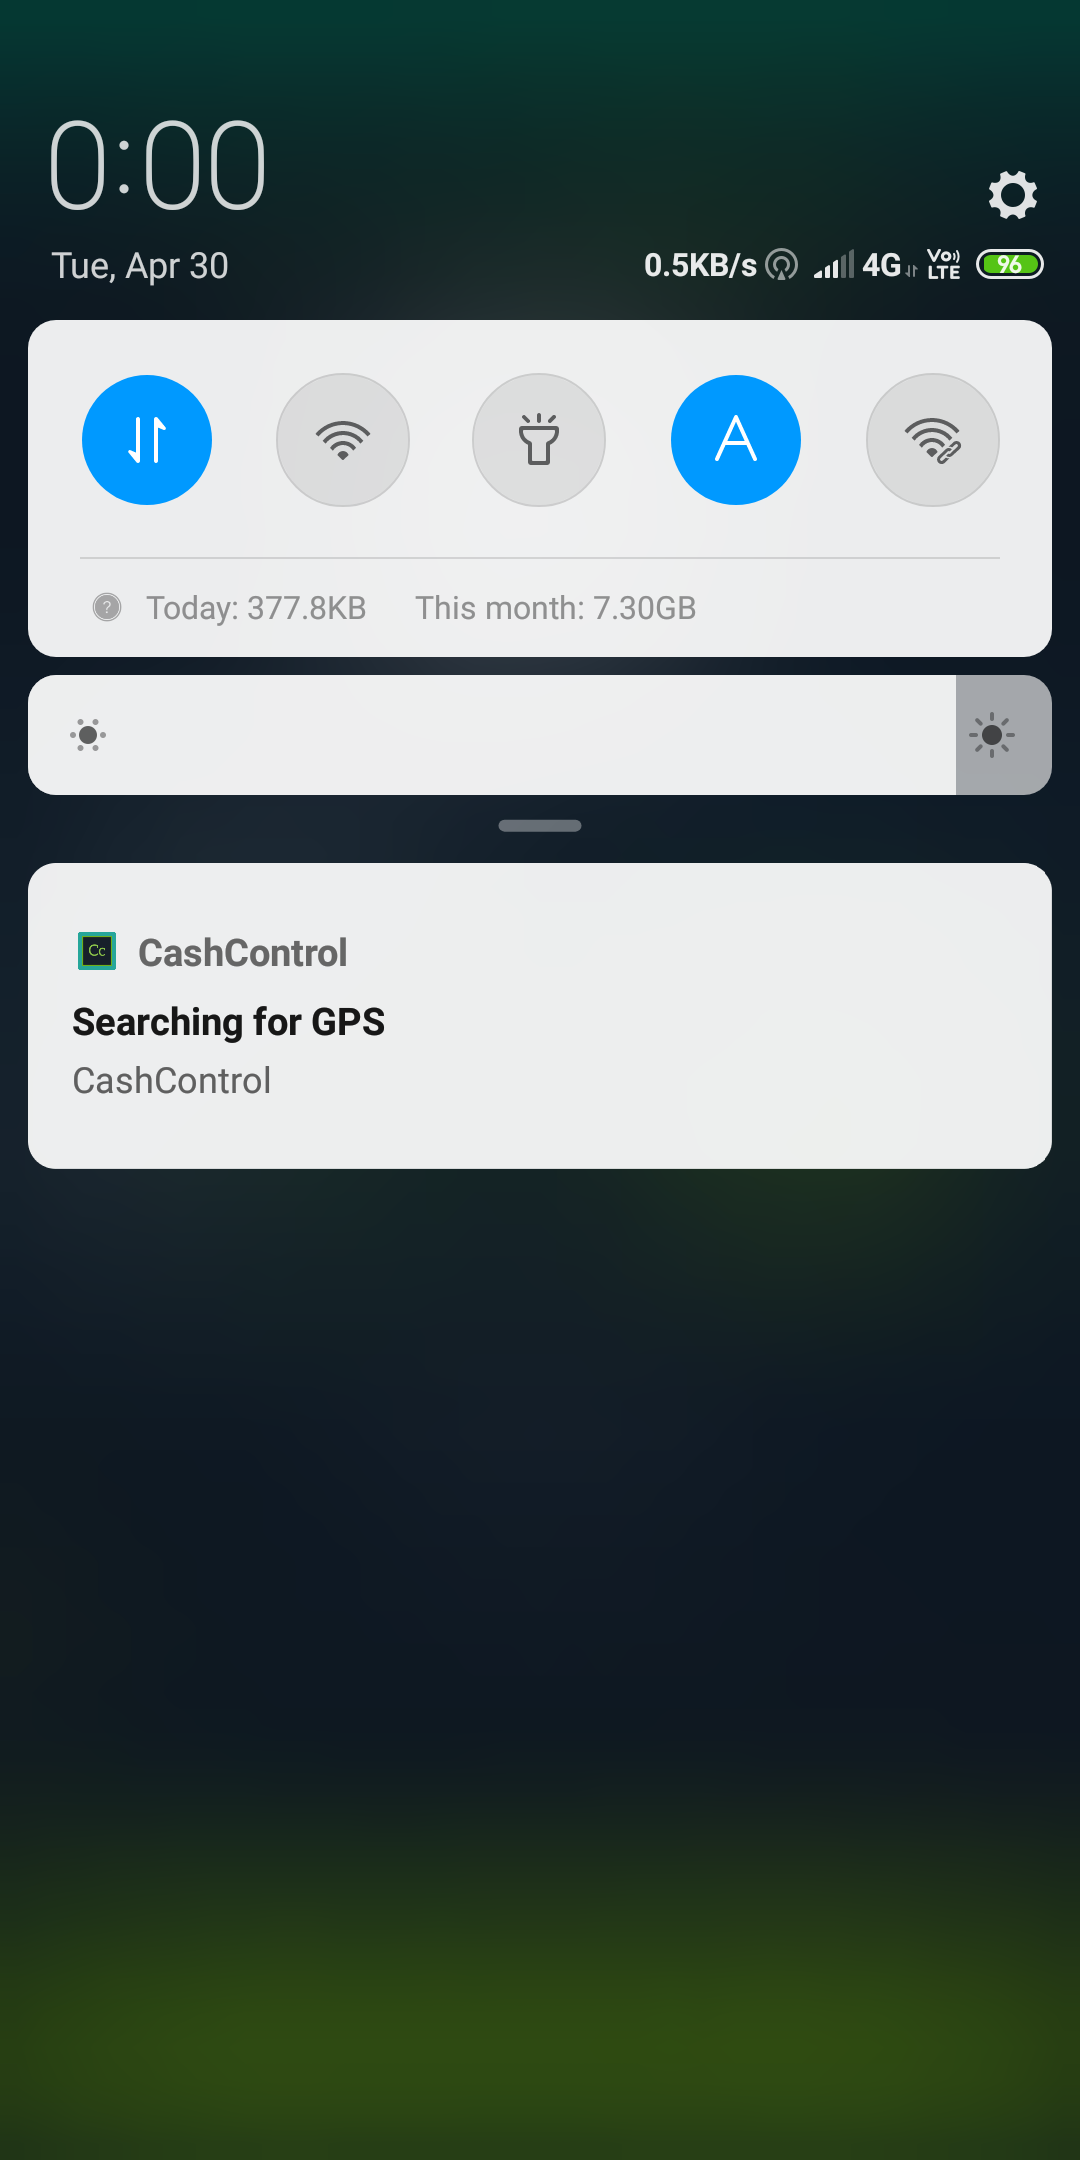 0:00
Tue, Apr 30
0.5KB/s 4G Vo LTE 96
A
? Today: 377.8KB This month: 7.30GB
Cc CashControl
Searching for GPS
CashControl